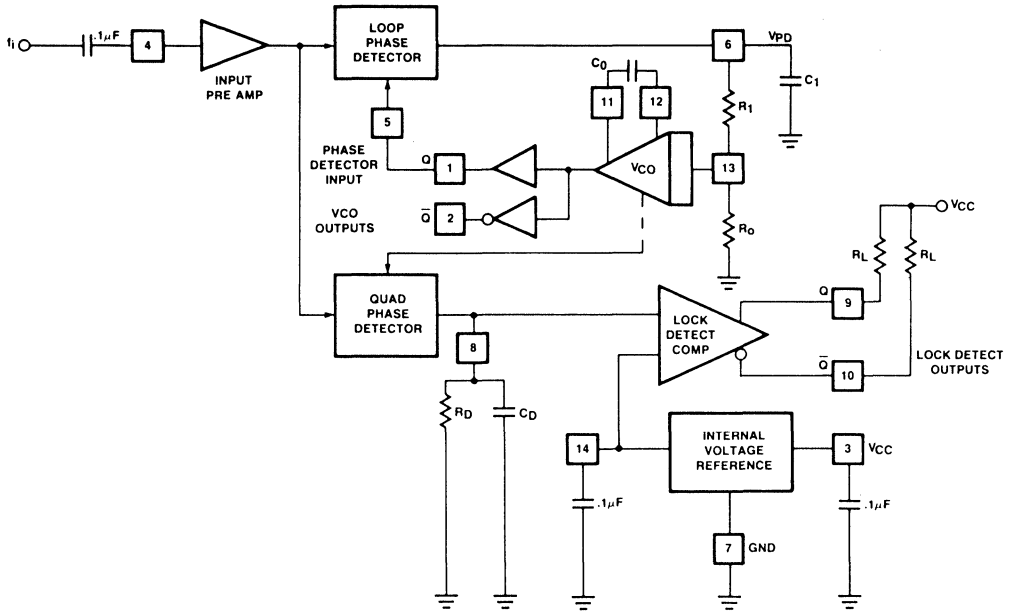 fi
.1μF
4
INPUT
PRE AMP
LOOP
PHASE
DETECTOR
6
VPD
C1
R1
C0
11
12
5
PHASE
DETECTOR
INPUT
Q
1
VCO
13
Q̅
2
VCO
OUTPUTS
Ro
VCC
RL
RL
QUAD
PHASE
DETECTOR
LOCK
DETECT
COMP
Q
9
8
Q̅
10
LOCK DETECT
OUTPUTS
RD
CD
14
INTERNAL
VOLTAGE
REFERENCE
3
VCC
.1μF
.1μF
7
GND